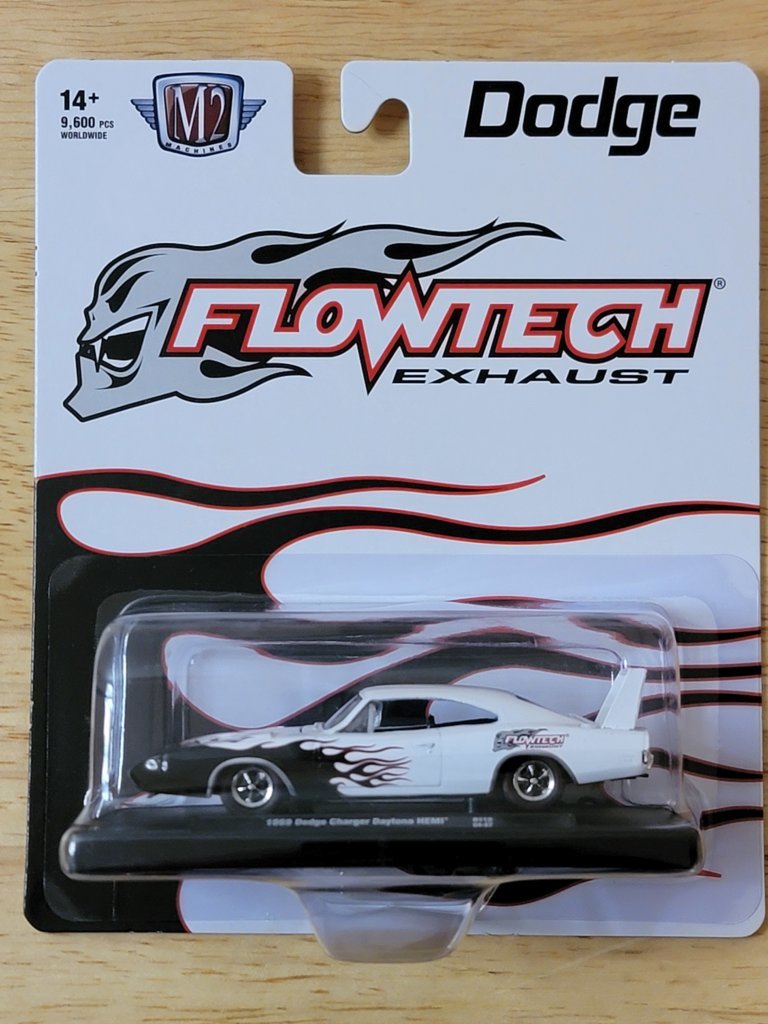 14+
9,600 PCS
WORLDWIDE
M2
MACHINES
Dodge
FLOWTECH®
EXHAUST
FLOWTECH
EXHAUST
1969 Dodge Charger Daytona HEMI®